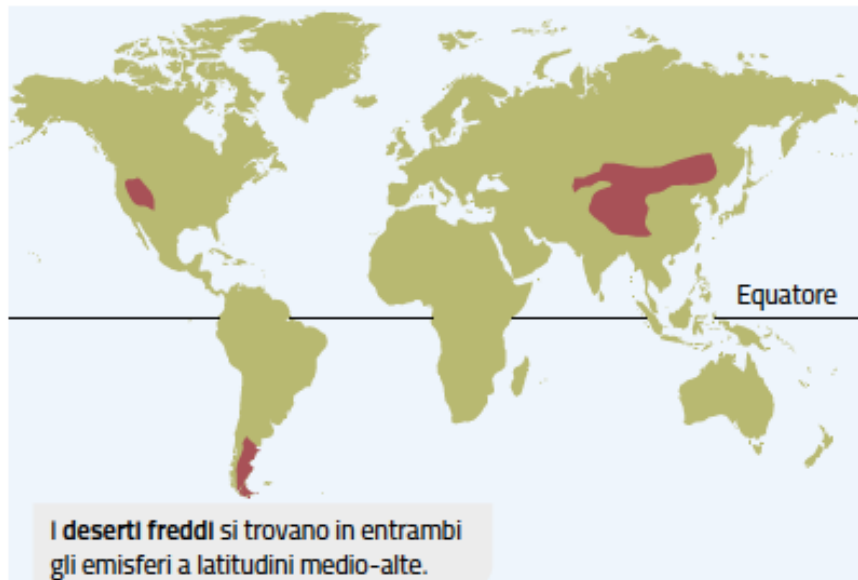 Equatore
I deserti freddi si trovano in entrambi
gli emisferi a latitudini medio-alte.